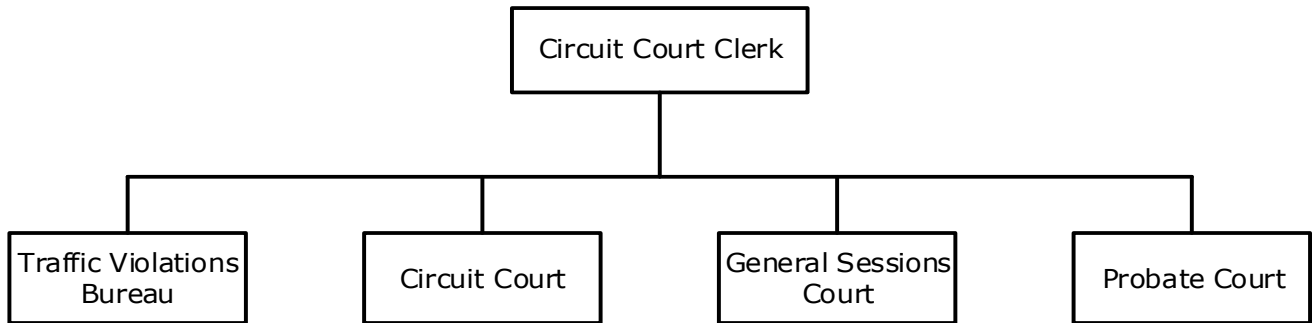 Circuit Court Clerk
Traffic Violations
Bureau
Circuit Court
General Sessions
Court
Probate Court